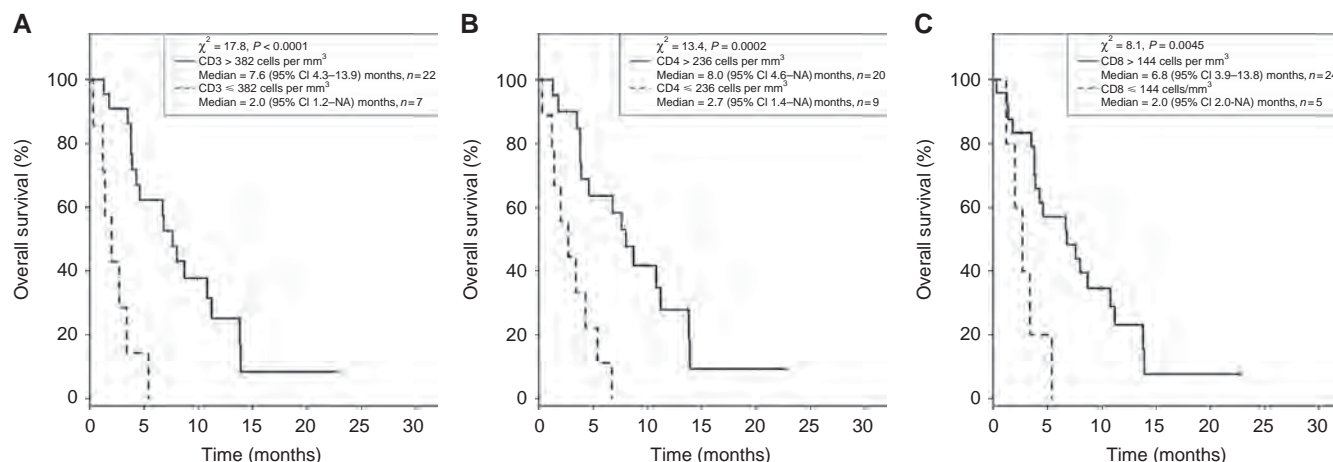 A
χ² = 17.8, P < 0.0001
CD3 > 382 cells per mm³
Median = 7.6 (95% CI 4.3–13.9) months, n=22
CD3 ⩽ 382 cells per mm³
Median = 2.0 (95% CI 1.2–NA) months, n=7
Overall survival (%)
100
80
60
40
20
0
0 5 10 15 20 25 30
Time (months)
B
χ² = 13.4, P = 0.0002
CD4 > 236 cells per mm³
Median = 8.0 (95% CI 4.6–NA) months, n=20
CD4 ⩽ 236 cells per mm³
Median = 2.7 (95% CI 1.4–NA) months, n=9
Overall survival (%)
100
80
60
40
20
0
0 5 10 15 20 25 30
Time (months)
C
χ² = 8.1, P = 0.0045
CD8 > 144 cells per mm³
Median = 6.8 (95% CI 3.9–13.8) months, n=24
CD8 ⩽ 144 cells/mm³
Median = 2.0 (95% CI 2.0-NA) months, n=5
Overall survival (%)
100
80
60
40
20
0
0 5 10 15 20 25 30
Time (months)